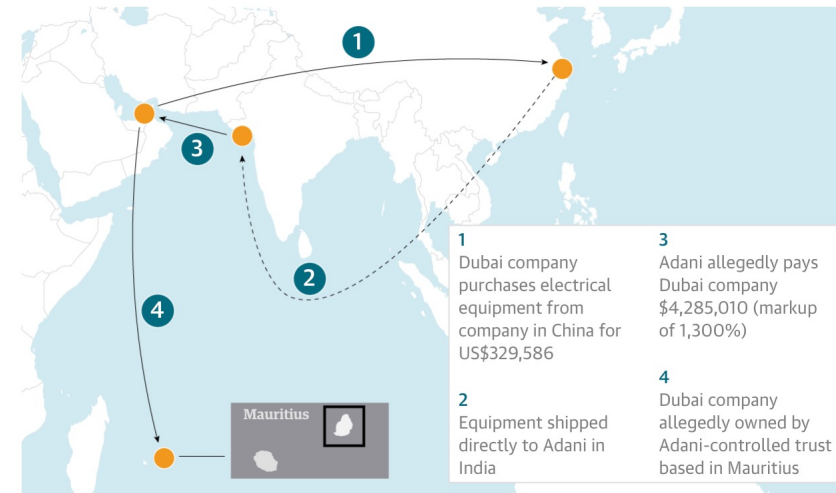 1
3
2
4
Mauritius
1
Dubai company
purchases electrical
equipment from
company in China for
US$329,586
2
Equipment shipped
directly to Adani in
India
3
Adani allegedly pays
Dubai company
$4,285,010 (markup
of 1,300%)
4
Dubai company
allegedly owned by
Adani-controlled trust
based in Mauritius